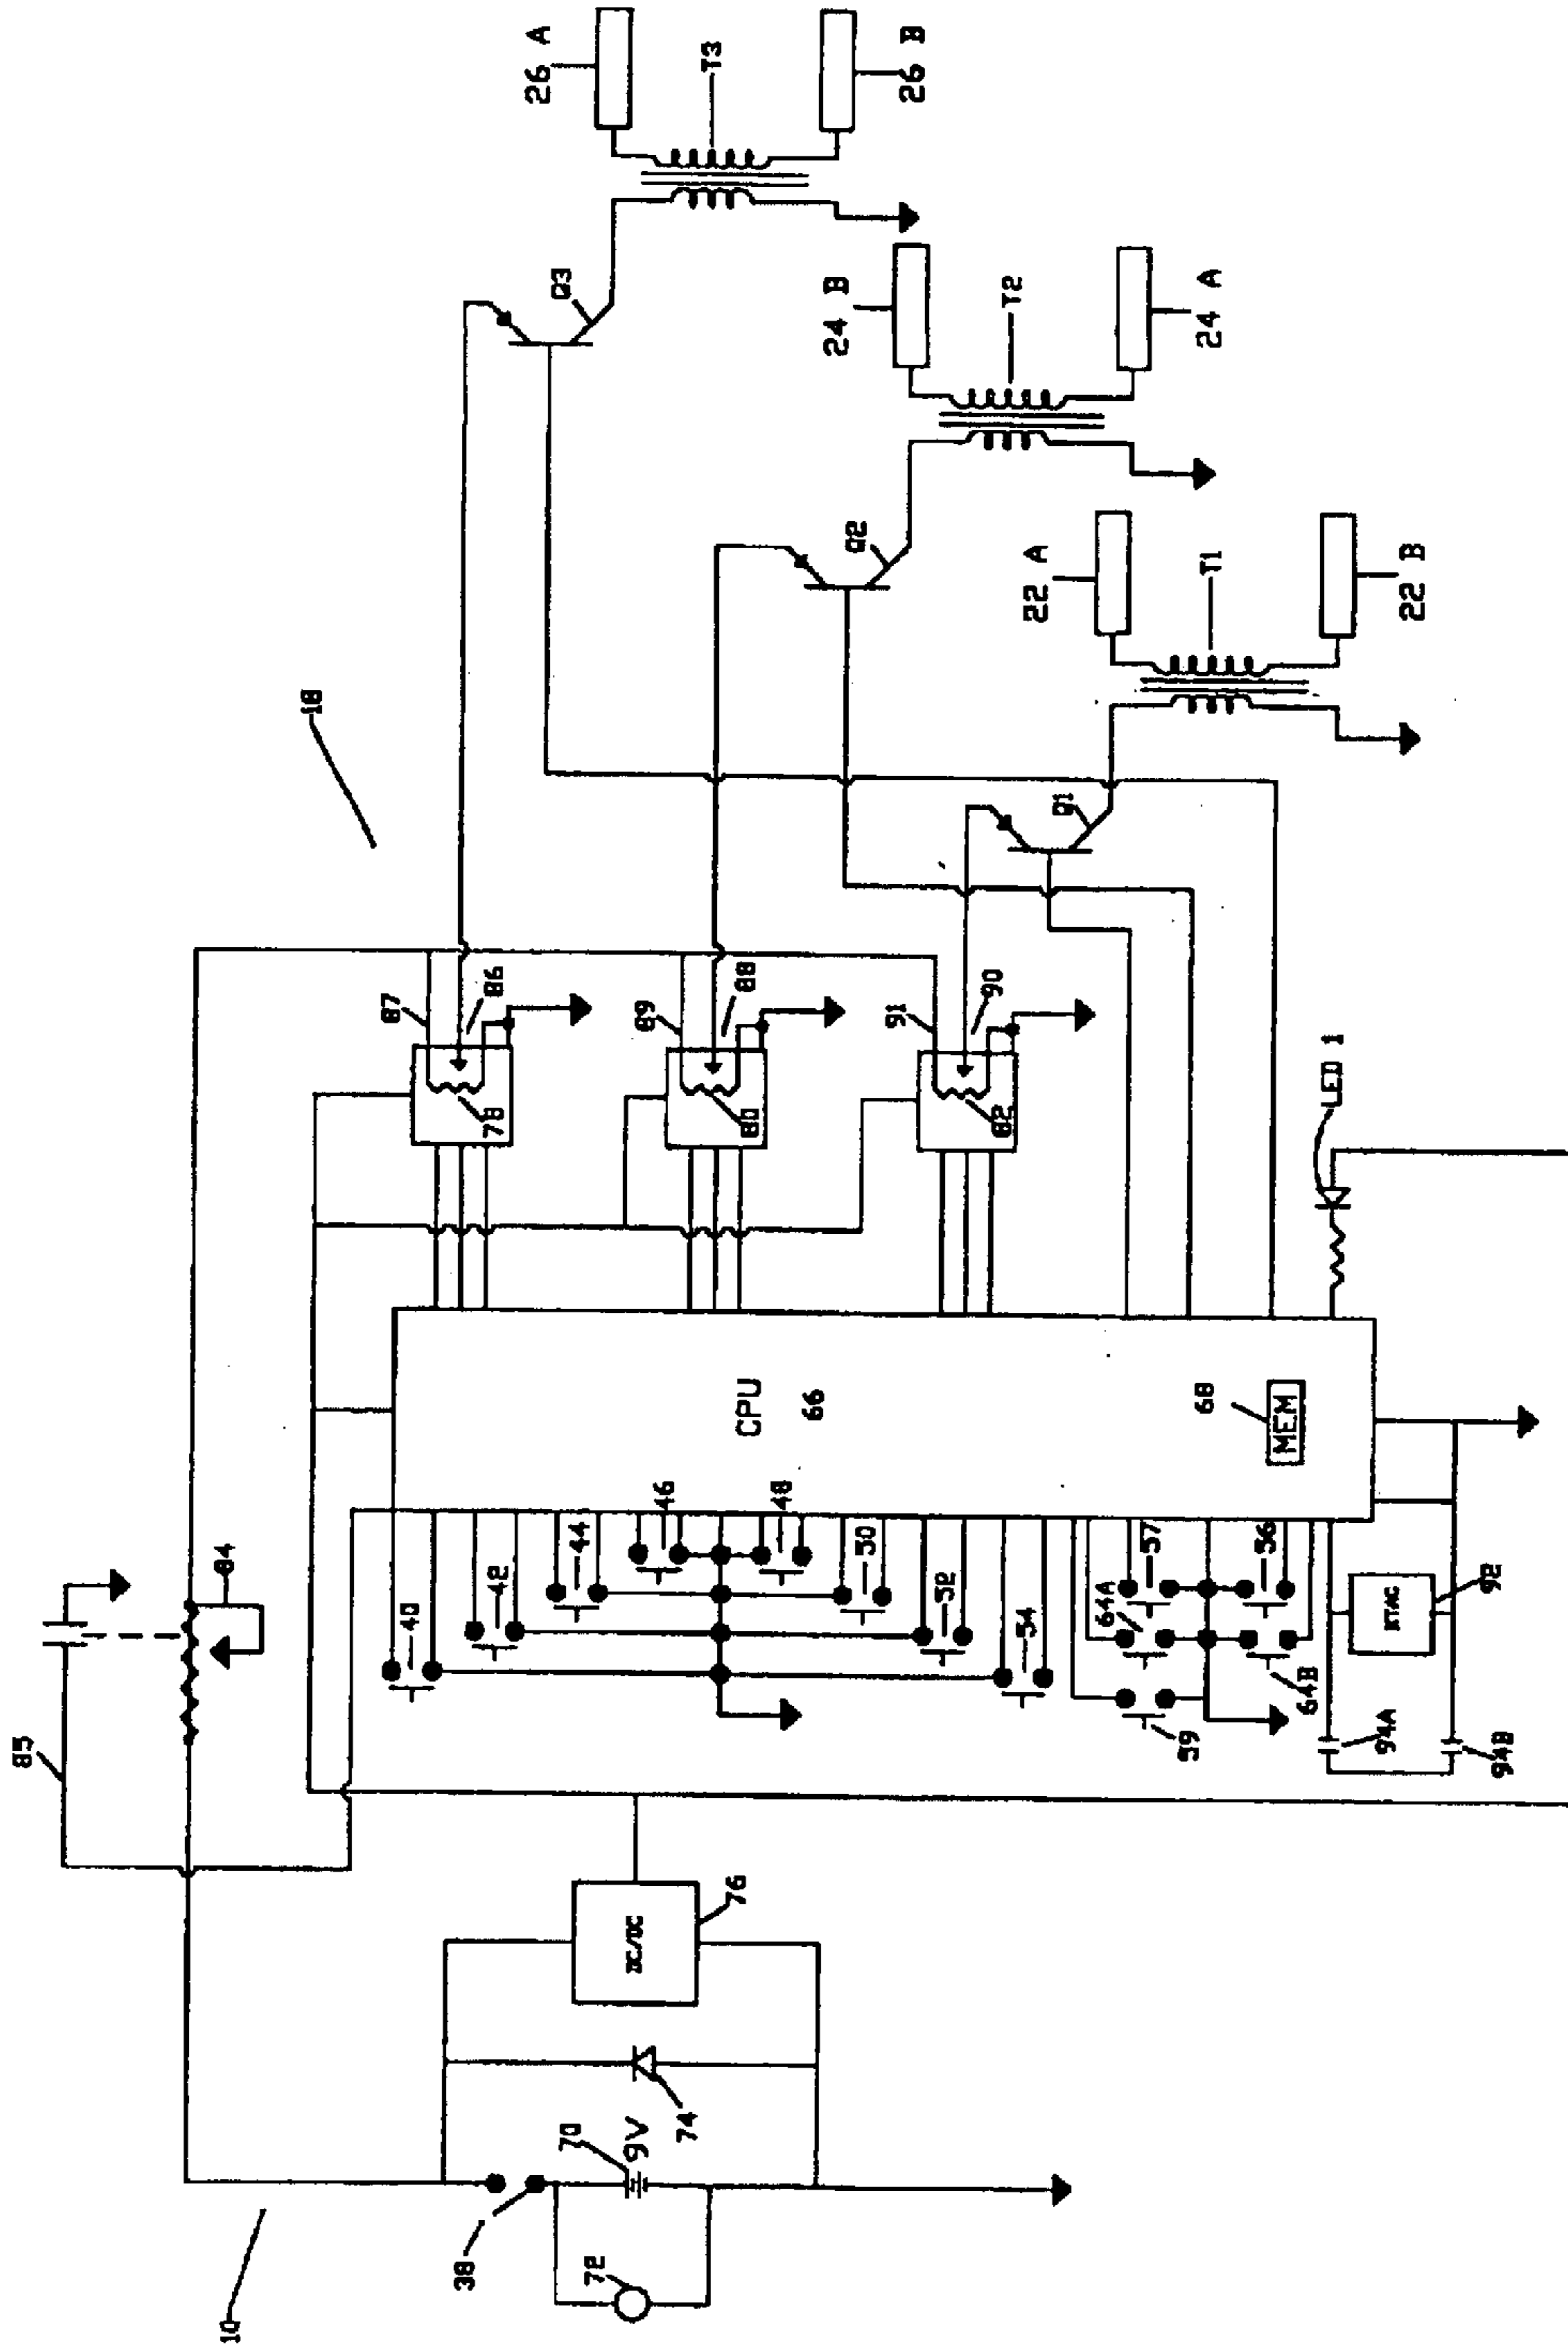 85
84
10
18
87
86
26 A
40
78
Q3
T3
38
42
44
89
88
24 B
26 B
72
70
9V
74
DC/DC
76
46
48
CPU
66
80
Q2
50
52
91
90
T2
54
82
22 A
Q1
24 A
64A
57
59
56
68
MEM
T1
64B
XTAC
92
94A
94B
LED 1
22 B